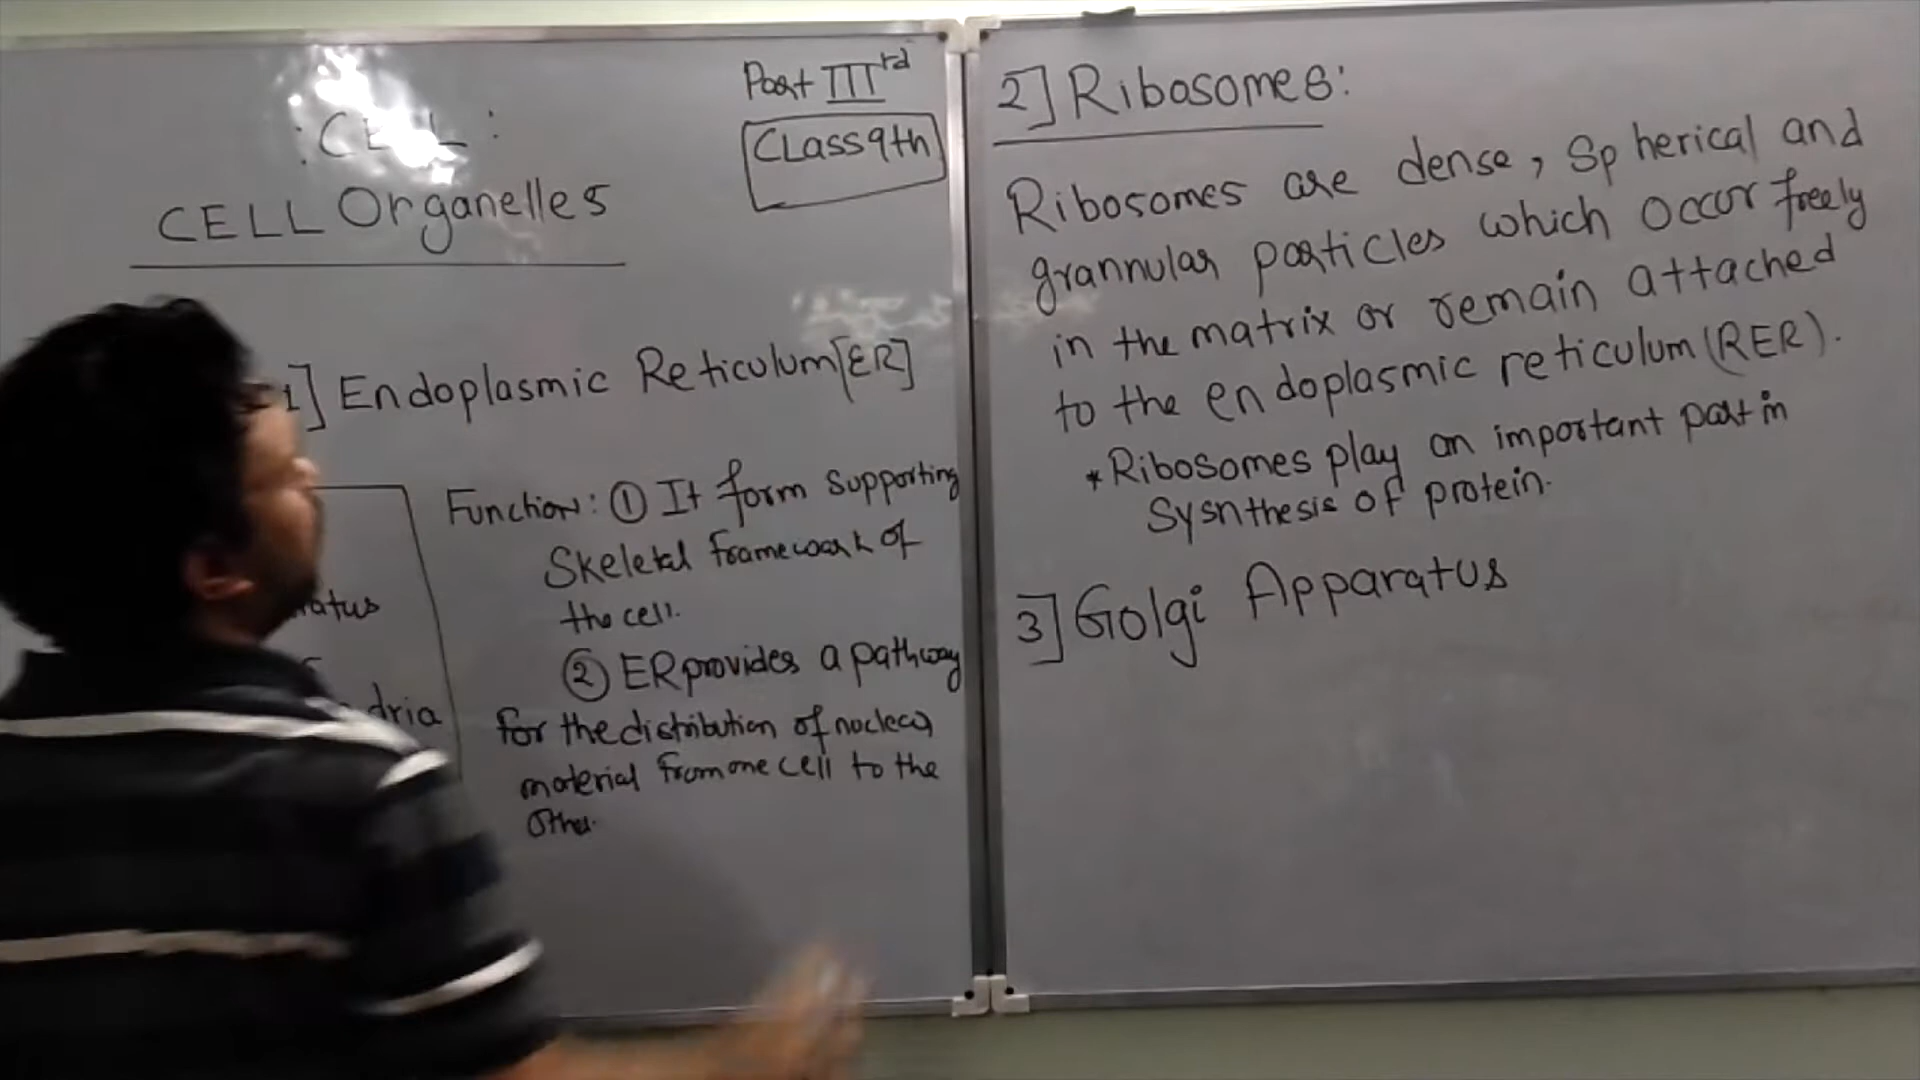 : CELL :
CELL Organelles
Part IIIrd
CLass 9th
1] Endoplasmic Reticulum [ER]
Function: ① It form supporting
Skeletal framework of
the cell.
② ER provides a pathway
for the distribution of nuclear
material from one cell to the
other.
2] Ribosomes:
Ribosomes are dense, Spherical and
grannular particles which occur freely
in the matrix or remain attached
to the endoplasmic reticulum (RER).
* Ribosomes play an important part in
Sysnthesis of protein.
3] Golgi Apparatus